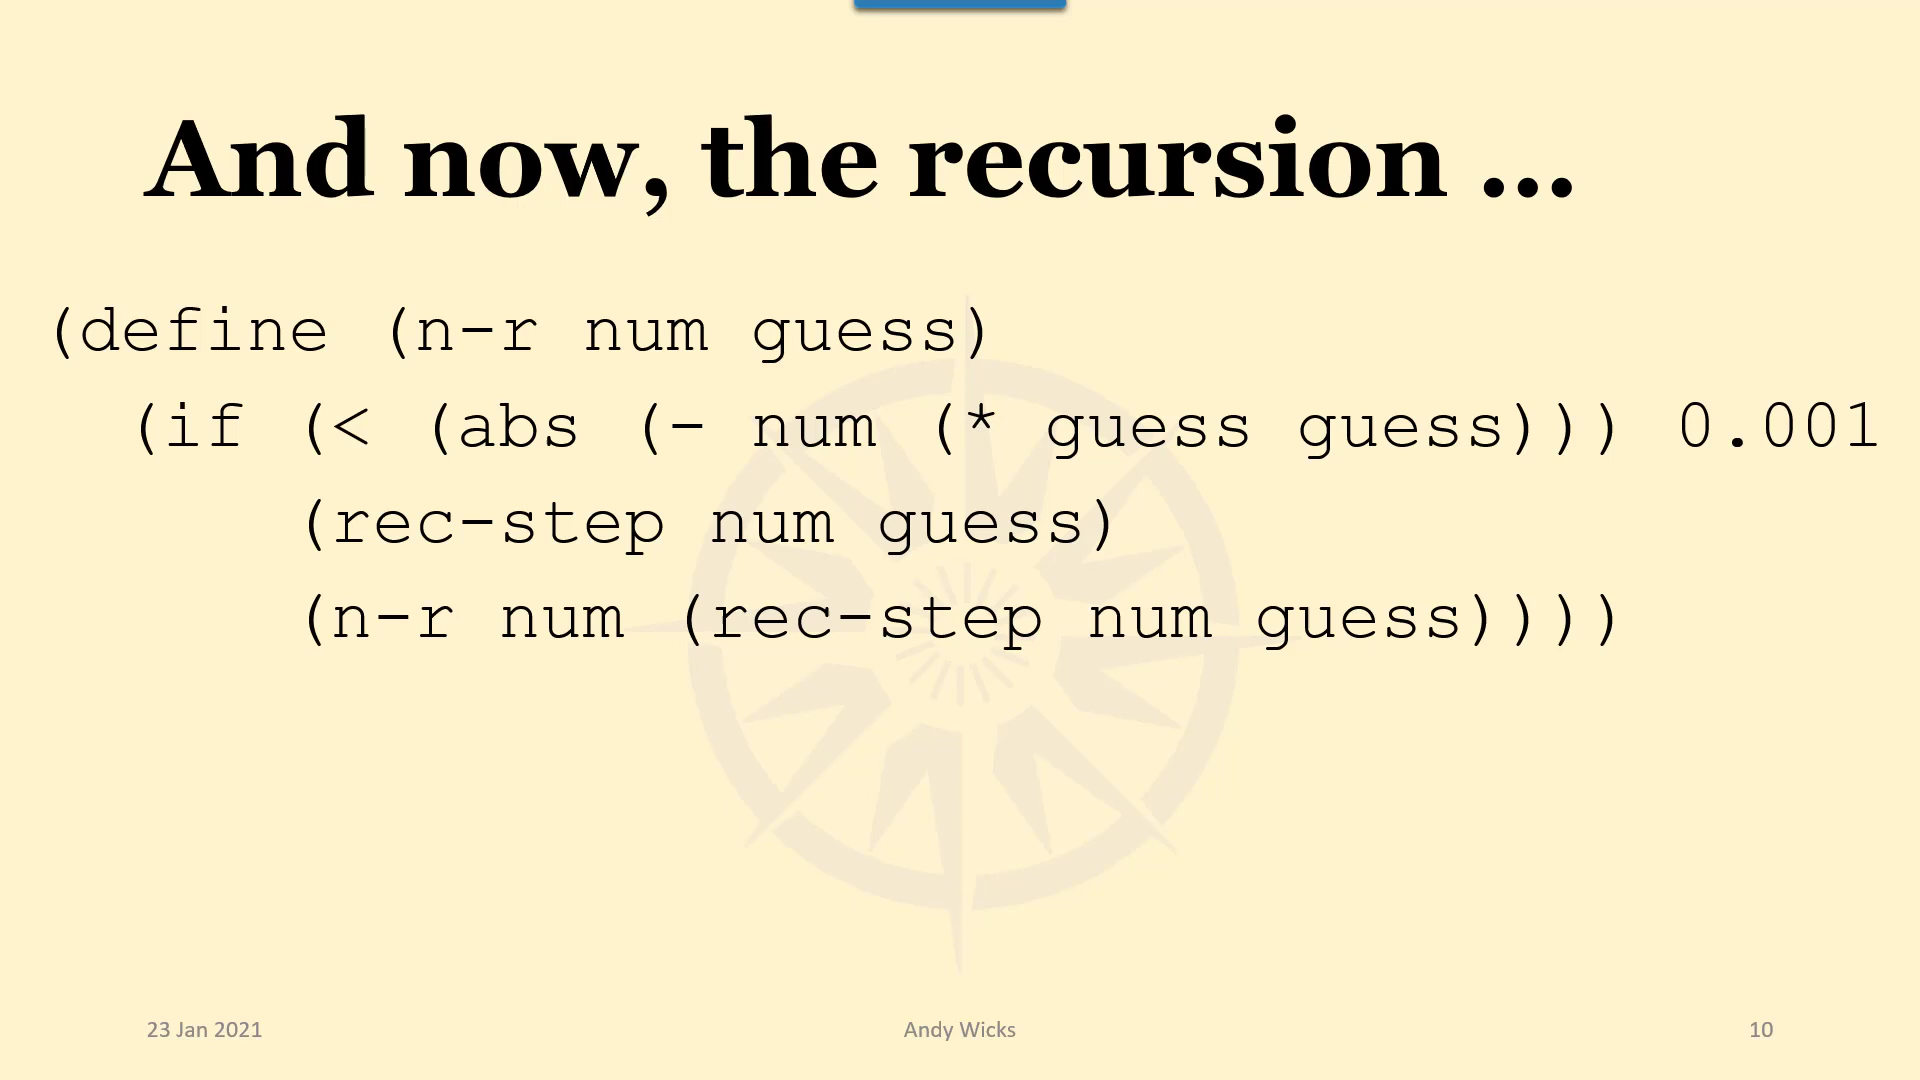 And now, the recursion ...
(define (n-r num guess)
(if (< (abs (- num (* guess guess))) 0.001
(rec-step num guess)
(n-r num (rec-step num guess))))
23 Jan 2021
Andy Wicks
10